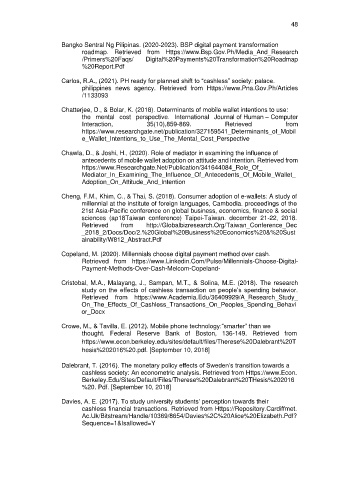 48
Bangko Sentral Ng Pilipinas. (2020-2023). BSP digital payment transformation
roadmap. Retrieved from Https://www.Bsp.Gov.Ph/Media_And_Research
/Primers%20Faqs/ Digital%20Payments%20Transformation%20Roadmap
%20Report.Pdf
Carlos, R.A., (2021). PH ready for planned shift to "cashless" society: palace.
philippines news agency. Retrieved from Https://www.Pna.Gov.Ph/Articles
/1133093
Chatterjee, D., & Bolar, K. (2018). Determinants of mobile wallet intentions to use:
the mental cost perspective. International Journal of Human – Computer
Interaction, 35(10),859-869. Retrieved from
https://www.researchgate.net/publication/327159541_Determinants_of_Mobil
e_Wallet_Intentions_to_Use_The_Mental_Cost_Perspective
Chawla, D., & Joshi, H., (2020). Role of mediator in examining the influence of
antecedents of mobile wallet adoption on attitude and intention. Retrieved from
https://www.Researchgate.Net/Publication/341644084_Role_Of_
Mediator_In_Examining_The_Influence_Of_Antecedents_Of_Mobile_Wallet_
Adoption_On_Attitude_And_Intention
Cheng, F.M., Khim, C., & Thai, S. (2018). Consumer adoption of e-wallets: A study of
millennial at the institute of foreign languages, Cambodia. proceedings of the
21st Asia-Pacific conference on global business, economics, finance & social
sciences (ap18Taiwan conference) Taipei-Taiwan. december 21-22, 2018.
Retrieved from http://Globalbizresearch.Org/Taiwan_Conference_Dec
_2018_2/Docs/Doc/2.%20Global%20Business%20Economics%20&%20Sust
ainability/W812_Abstract.Pdf
Copeland, M. (2020). Millennials choose digital payment method over cash.
Retrieved from https://www.Linkedin.Com/Pulse/Millennials-Choose-Digital-
Payment-Methods-Over-Cash-Melcom-Copeland-
Cristobal, M.A., Malayang, J., Sampan, M.T., & Solina, M.E. (2018). The research
study on the effects of cashless transaction on people's spending behavior.
Retrieved from https://www.Academia.Edu/36409929/A_Research_Study_
On_The_Effects_Of_Cashless_Transactions_On_Peoples_Spending_Behavi
or_Docx
Crowe, M., & Tavilla, E. (2012). Mobile phone technology:"smarter" than we
thought. Federal Reserve Bank of Boston, 136-149. Retrieved from
https://www.econ.berkeley.edu/sites/default/files/Therese%20Dalebrant%20T
hesis%202016%20.pdf. [September 10, 2018]
Dalebrant, T. (2016). The monetary policy effects of Sweden's transition towards a
cashless society: An econometric analysis. Retrieved from Https://www.Econ.
Berkeley.Edu/Sites/Default/Files/Therese%20Dalebrant%20THesis%202016
%20. Pdf. [September 10, 2018]
Davies, A. E. (2017). To study university students' perception towards their
cashless financial transactions. Retrieved from Https://Repository.Cardiffmet.
Ac.Uk/Bitstream/Handle/10369/8654/Davies%2C%20Alice%20Elizabeth.Pdf?
Sequence=1&Isallowed=Y